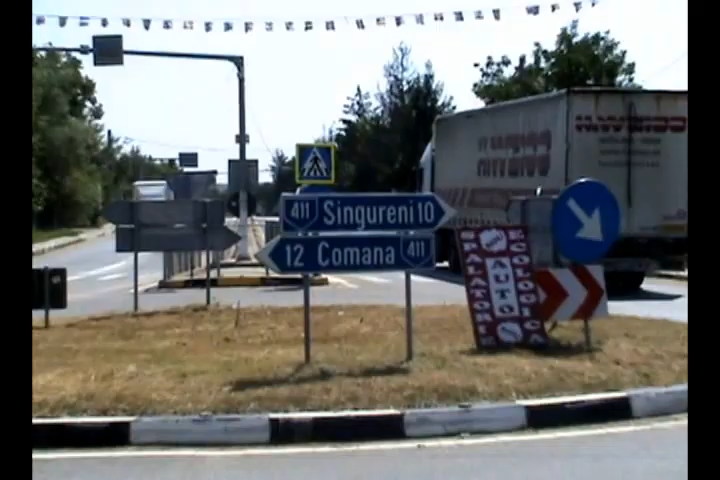 411 Singureni 10
12 Comana 411
SPALATORIE
AUTO
ECOLOGICA